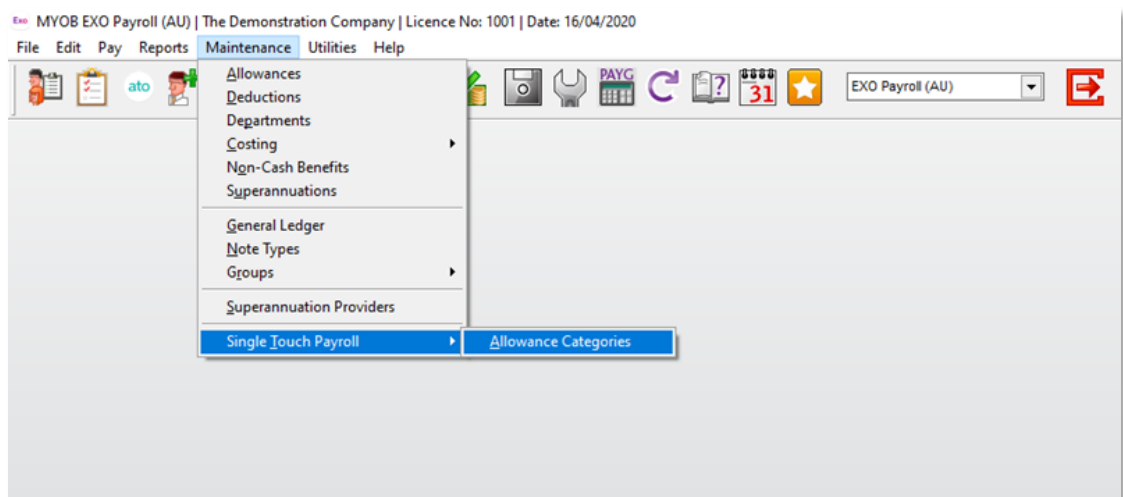 Exo MYOB EXO Payroll (AU) | The Demonstration Company | Licence No: 1001 | Date: 16/04/2020
File Edit Pay Reports Maintenance Utilities Help
ato PAYG 31 EXO Payroll (AU)
Allowances
Deductions
Departments
Costing
Non-Cash Benefits
Superannuations
General Ledger
Note Types
Groups
Superannuation Providers
Single Touch Payroll Allowance Categories